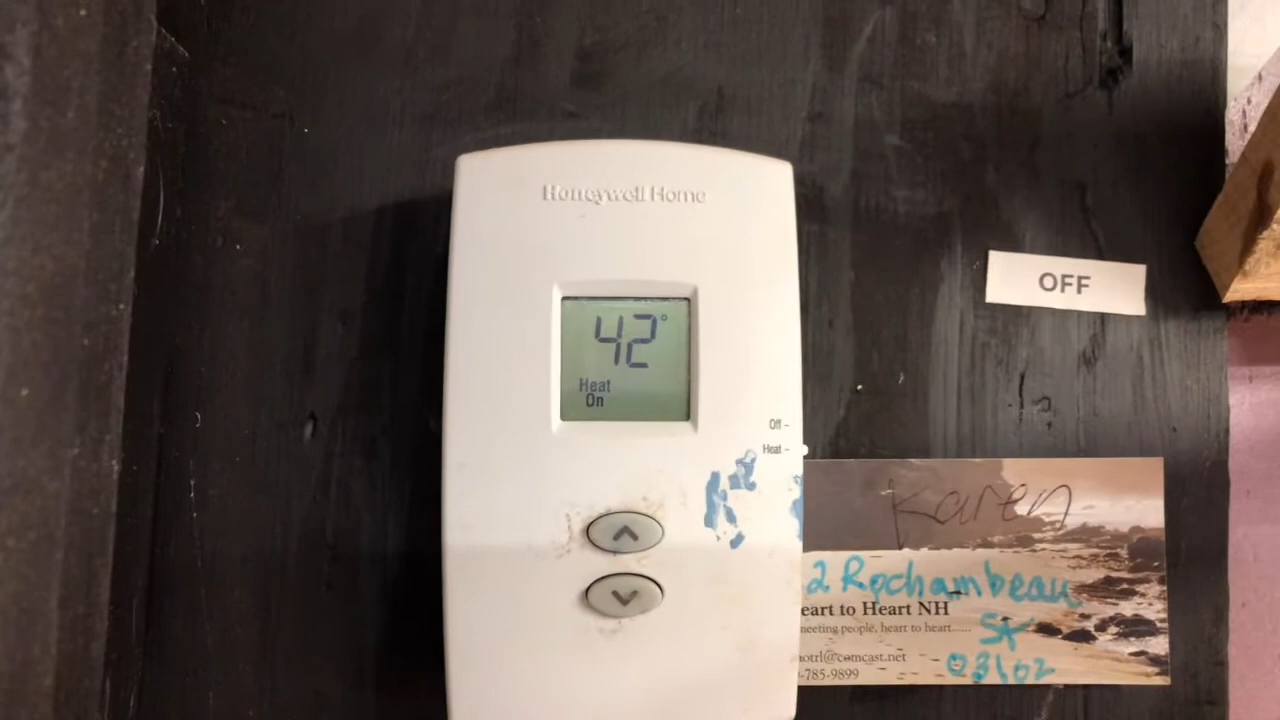 Honeywell Home
OFF
42°
Heat
On
Off -
Heat -
Karen
2 Rochambeau
St
03102
eart to Heart NH
meeting people, heart to heart......
otrl@comcast.net
-785-9899